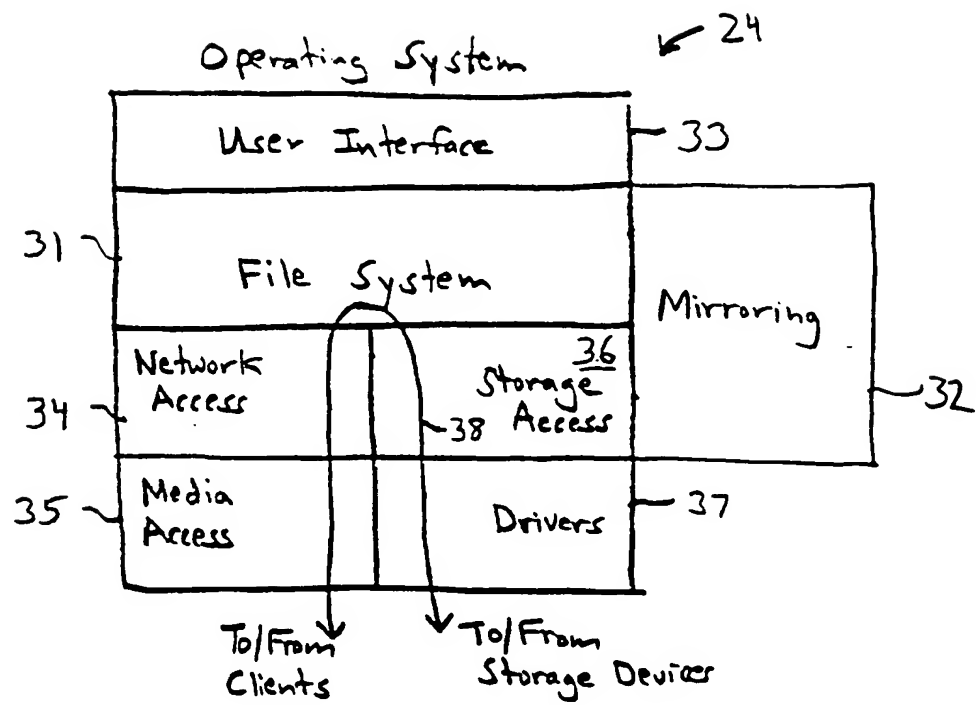 24
Operating System
User Interface
33
31
File System
Mirroring
Network
Access
36
Storage
Access
34
38
32
Media
Access
35
Drivers
37
To/From
Clients
To/From
Storage Devices